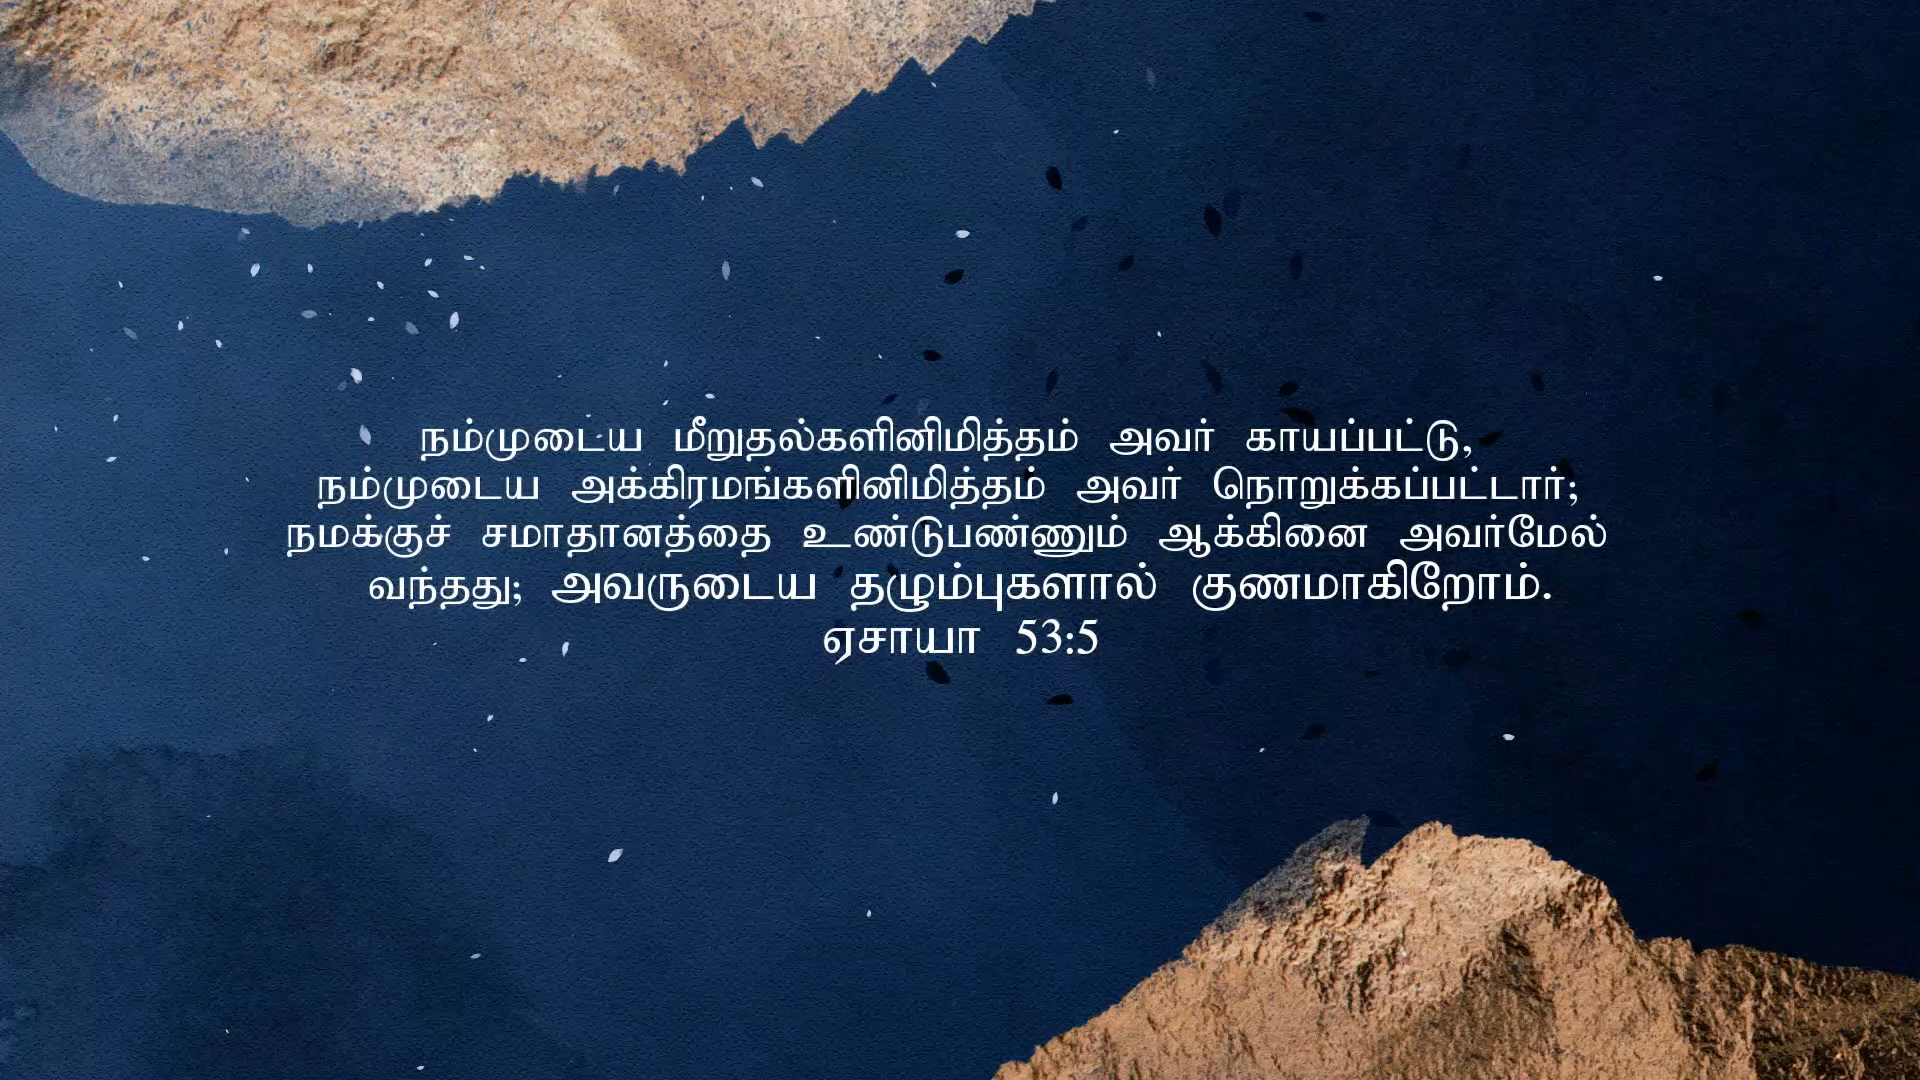 நம்முடைய மீறுதல்களினிமித்தம் அவர் காயப்பட்டு,
நம்முடைய அக்கிரமங்களினிமித்தம் அவர் நொறுக்கப்பட்டார்;
நமக்குச் சமாதானத்தை உண்டுபண்ணும் ஆக்கினை அவர்மேல்
வந்தது; அவருடைய தழும்புகளால் குணமாகிறோம்.
ஏசாயா 53:5